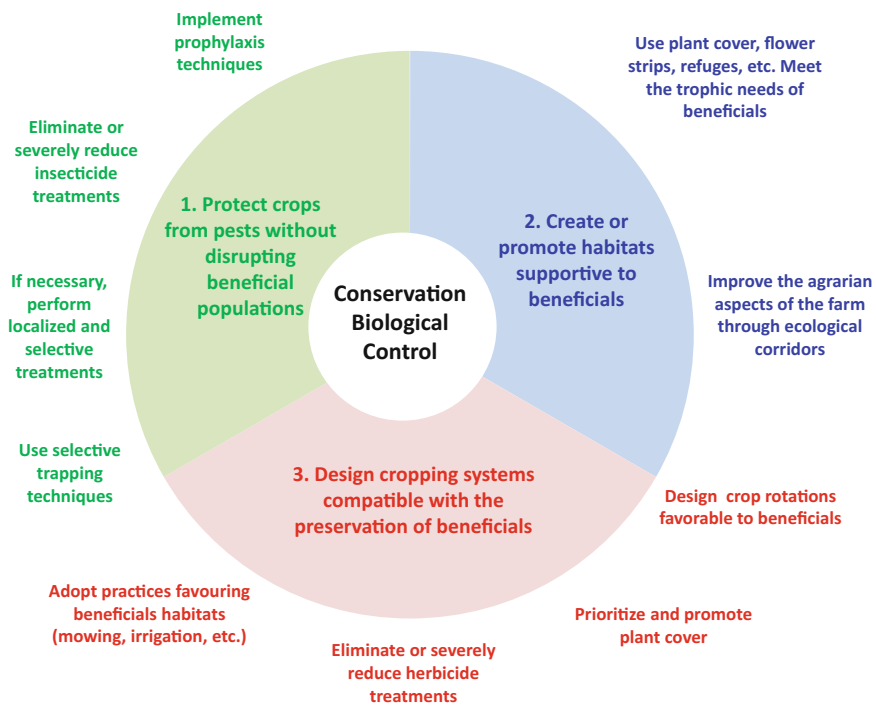 Implement
prophylaxis
techniques
Eliminate or
severely reduce
insecticide
treatments
If necessary,
perform
localized and
selective
treatments
Use selective
trapping
techniques
1. Protect crops
from pests without
disrupting
beneficial
populations
Conservation
Biological
Control
2. Create or
promote habitats
supportive to
beneficials
Use plant cover, flower
strips, refuges, etc. Meet
the trophic needs of
beneficials
Improve the agrarian
aspects of the farm
through ecological
corridors
3. Design cropping systems
compatible with the
preservation of beneficials
Design crop rotations
favorable to beneficials
Prioritize and promote
plant cover
Eliminate or severely
reduce herbicide
treatments
Adopt practices favouring
beneficials habitats
(mowing, irrigation, etc.)